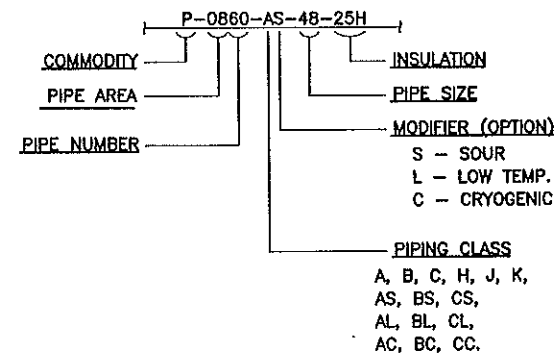 P-0860-AS-48-25H
COMMODITY
INSULATION
PIPE AREA
PIPE SIZE
MODIFIER (OPTION)
PIPE NUMBER
S - SOUR
L - LOW TEMP.
C - CRYOGENIC
PIPING CLASS
A, B, C, H, J, K,
AS, BS, CS,
AL, BL, CL,
AC, BC, CC.